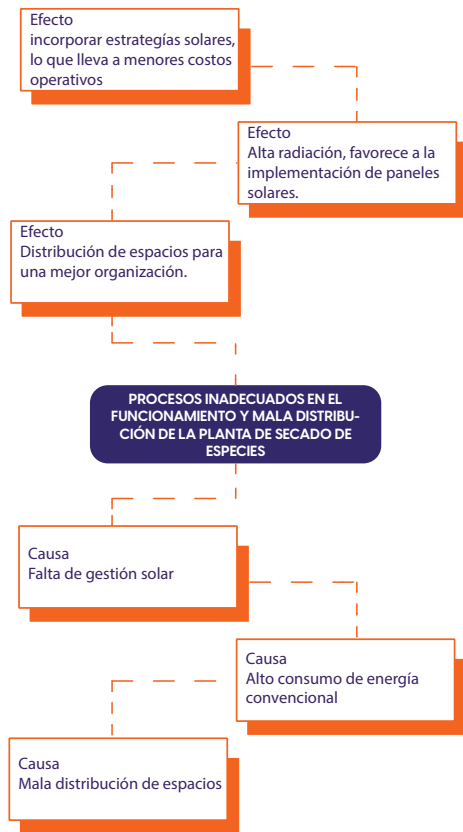 Efecto
incorporar estrategías solares,
lo que lleva a menores costos
operativos
Efecto
Alta radiación, favorece a la
implementación de paneles
solares.
Efecto
Distribución de espacios para
una mejor organización.
PROCESOS INADECUADOS EN EL
FUNCIONAMIENTO Y MALA DISTRIBU-
CIÓN DE LA PLANTA DE SECADO DE
ESPECIES
Causa
Falta de gestión solar
Causa
Alto consumo de energía
convencional
Causa
Mala distribución de espacios